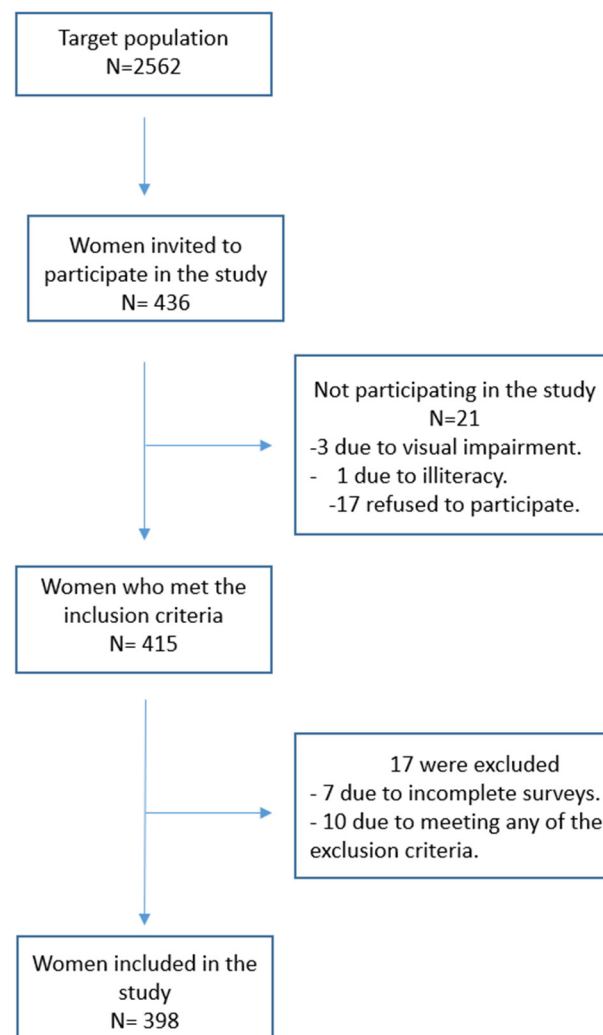 Target population
N=2562
Women invited to
participate in the study
N= 436
Not participating in the study
N=21
-3 due to visual impairment.
-  1 due to illiteracy.
-17 refused to participate.
Women who met the
inclusion criteria
N= 415
17 were excluded
- 7 due to incomplete surveys.
- 10 due to meeting any of the
exclusion criteria.
Women included in the
study
N= 398